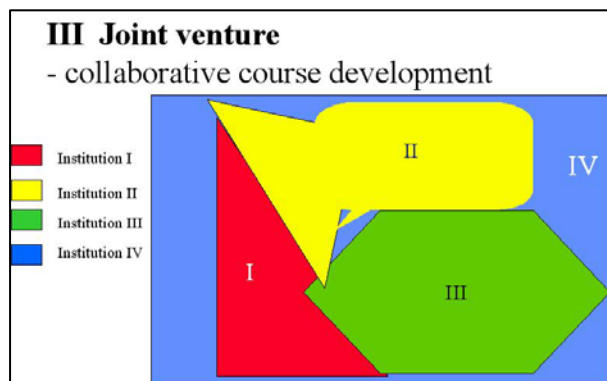 III Joint venture
- collaborative course development
Institution I
Institution II
Institution III
Institution IV
II
IV
I
III